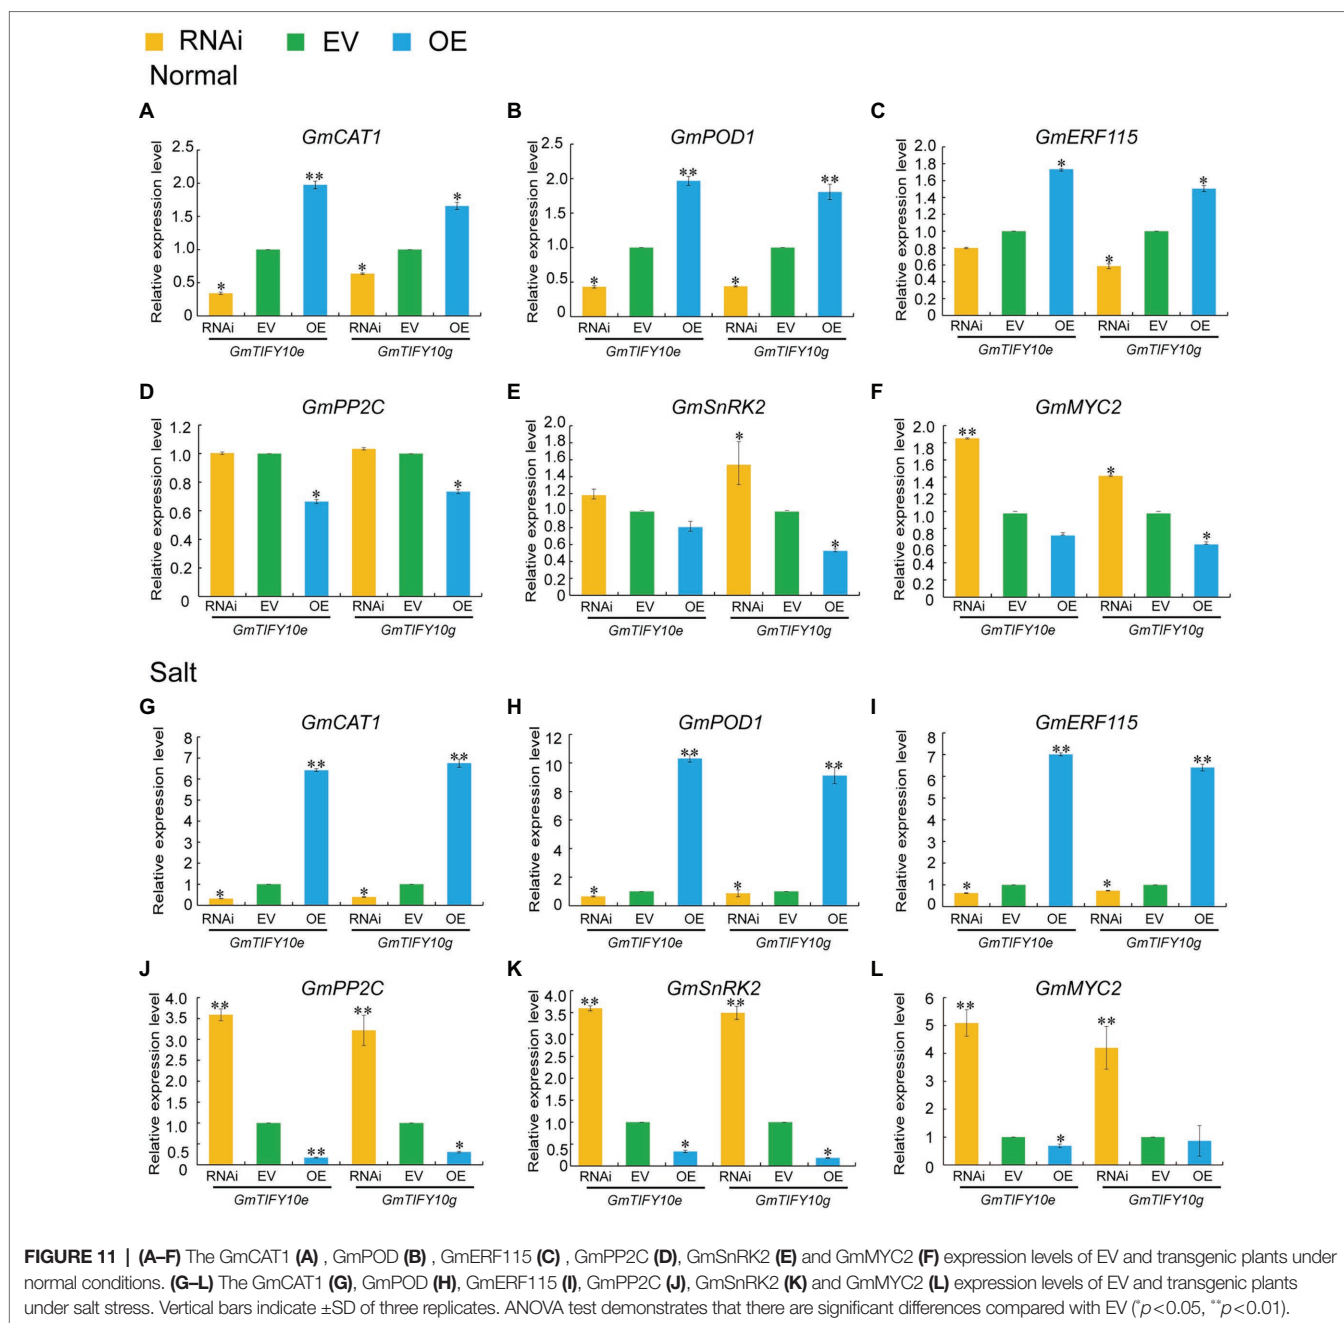 RNAi EV OE
Normal
A
GmCAT1
Relative expression level
2.5
2.0
1.5
1.0
0.5
0
RNAi EV OE RNAi EV OE
GmTIFY10e GmTIFY10g
* ** * *
B
GmPOD1
Relative expression level
2.5
2.0
1.5
1.0
0.5
0
RNAi EV OE RNAi EV OE
GmTIFY10e GmTIFY10g
* ** * **
C
GmERF115
Relative expression level
2.0
1.8
1.6
1.4
1.2
1.0
0.8
0.6
0.4
0.2
0
RNAi EV OE RNAi EV OE
GmTIFY10e GmTIFY10g
* * *
D
GmPP2C
Relative expression level
1.2
1.0
0.8
0.6
0.4
0.2
0
RNAi EV OE RNAi EV OE
GmTIFY10e GmTIFY10g
* *
E
GmSnRK2
Relative expression level
2.0
1.8
1.6
1.4
1.2
1.0
0.8
0.6
0.4
0.2
0
RNAi EV OE RNAi EV OE
GmTIFY10e GmTIFY10g
* *
F
GmMYC2
Relative expression level
2.0
1.8
1.6
1.4
1.2
1.0
0.8
0.6
0.4
0.2
0
RNAi EV OE RNAi EV OE
GmTIFY10e GmTIFY10g
** * *
Salt
G
GmCAT1
Relative expression level
8
7
6
5
4
3
2
1
0
RNAi EV OE RNAi EV OE
GmTIFY10e GmTIFY10g
* ** * **
H
GmPOD1
Relative expression level
12
10
8
6
4
2
0
RNAi EV OE RNAi EV OE
GmTIFY10e GmTIFY10g
* ** * **
I
GmERF115
Relative expression level
8
7
6
5
4
3
2
1
0
RNAi EV OE RNAi EV OE
GmTIFY10e GmTIFY10g
* ** * **
J
GmPP2C
Relative expression level
4.0
3.5
3.0
0.5
0
RNAi EV OE RNAi EV OE
GmTIFY10e GmTIFY10g
** ** ** *
K
GmSnRK2
Relative expression level
4.0
3.5
3.0
0.5
0
RNAi EV OE RNAi EV OE
GmTIFY10e GmTIFY10g
** * ** *
L
GmMYC2
Relative expression level
6
5
4
3
2
1
0
RNAi EV OE RNAi EV OE
GmTIFY10e GmTIFY10g
** * **
FIGURE 11 | (A–F) The GmCAT1 (A) , GmPOD (B) , GmERF115 (C) , GmPP2C (D), GmSnRK2 (E) and GmMYC2 (F) expression levels of EV and transgenic plants under
normal conditions. (G–L) The GmCAT1 (G), GmPOD (H), GmERF115 (I), GmPP2C (J), GmSnRK2 (K) and GmMYC2 (L) expression levels of EV and transgenic plants
under salt stress. Vertical bars indicate ±SD of three replicates. ANOVA test demonstrates that there are significant differences compared with EV (*p<0.05, **p<0.01).